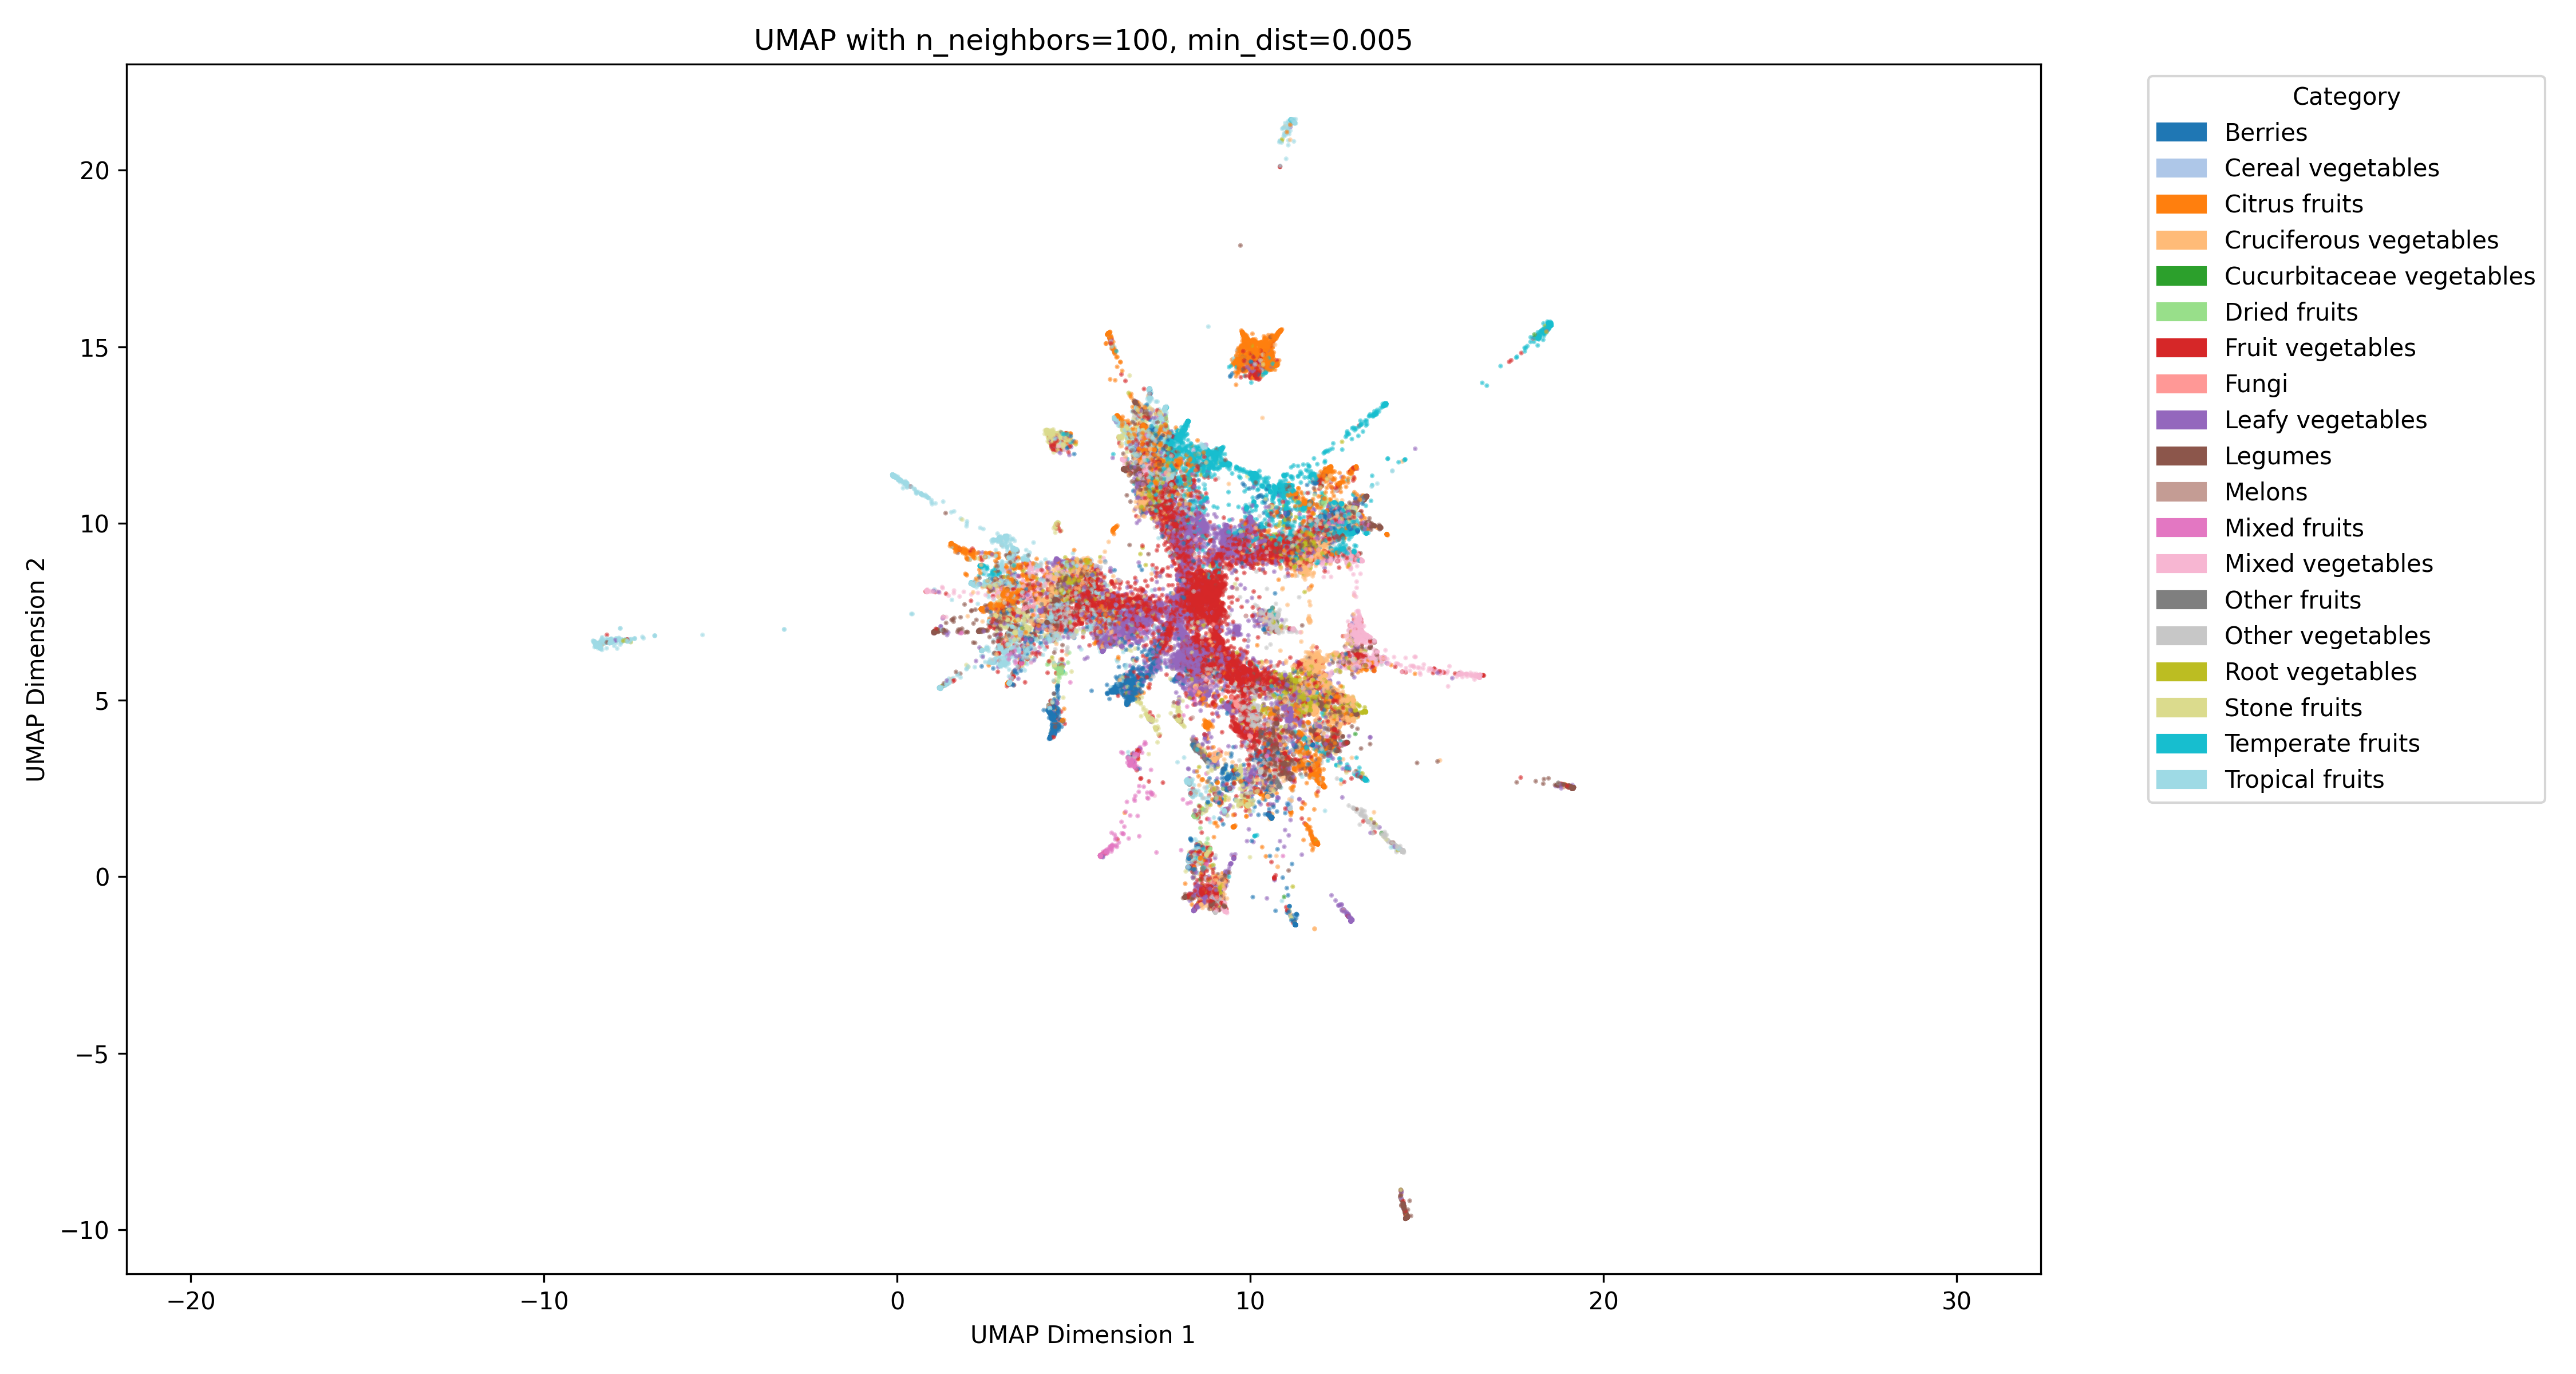 UMAP with n_neighbors=100, min_dist=0.005
20
15
10
5
0
−5
−10
UMAP Dimension 2
−20
−10
0
10
20
30
UMAP Dimension 1
Category
Berries
Cereal vegetables
Citrus fruits
Cruciferous vegetables
Cucurbitaceae vegetables
Dried fruits
Fruit vegetables
Fungi
Leafy vegetables
Legumes
Melons
Mixed fruits
Mixed vegetables
Other fruits
Other vegetables
Root vegetables
Stone fruits
Temperate fruits
Tropical fruits